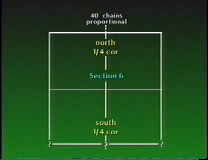 40 chains
proportional
north
1/4 cor
Section 6
south
1/4 cor
? ? ?